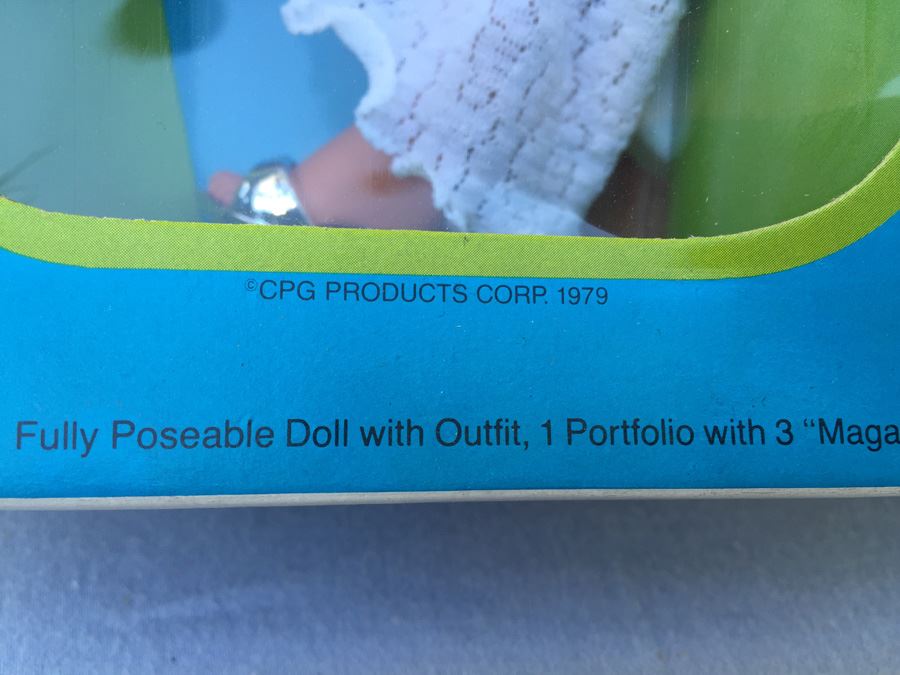 ©CPG PRODUCTS CORP. 1979
Fully Poseable Doll with Outfit, 1 Portfolio with 3 “Maga